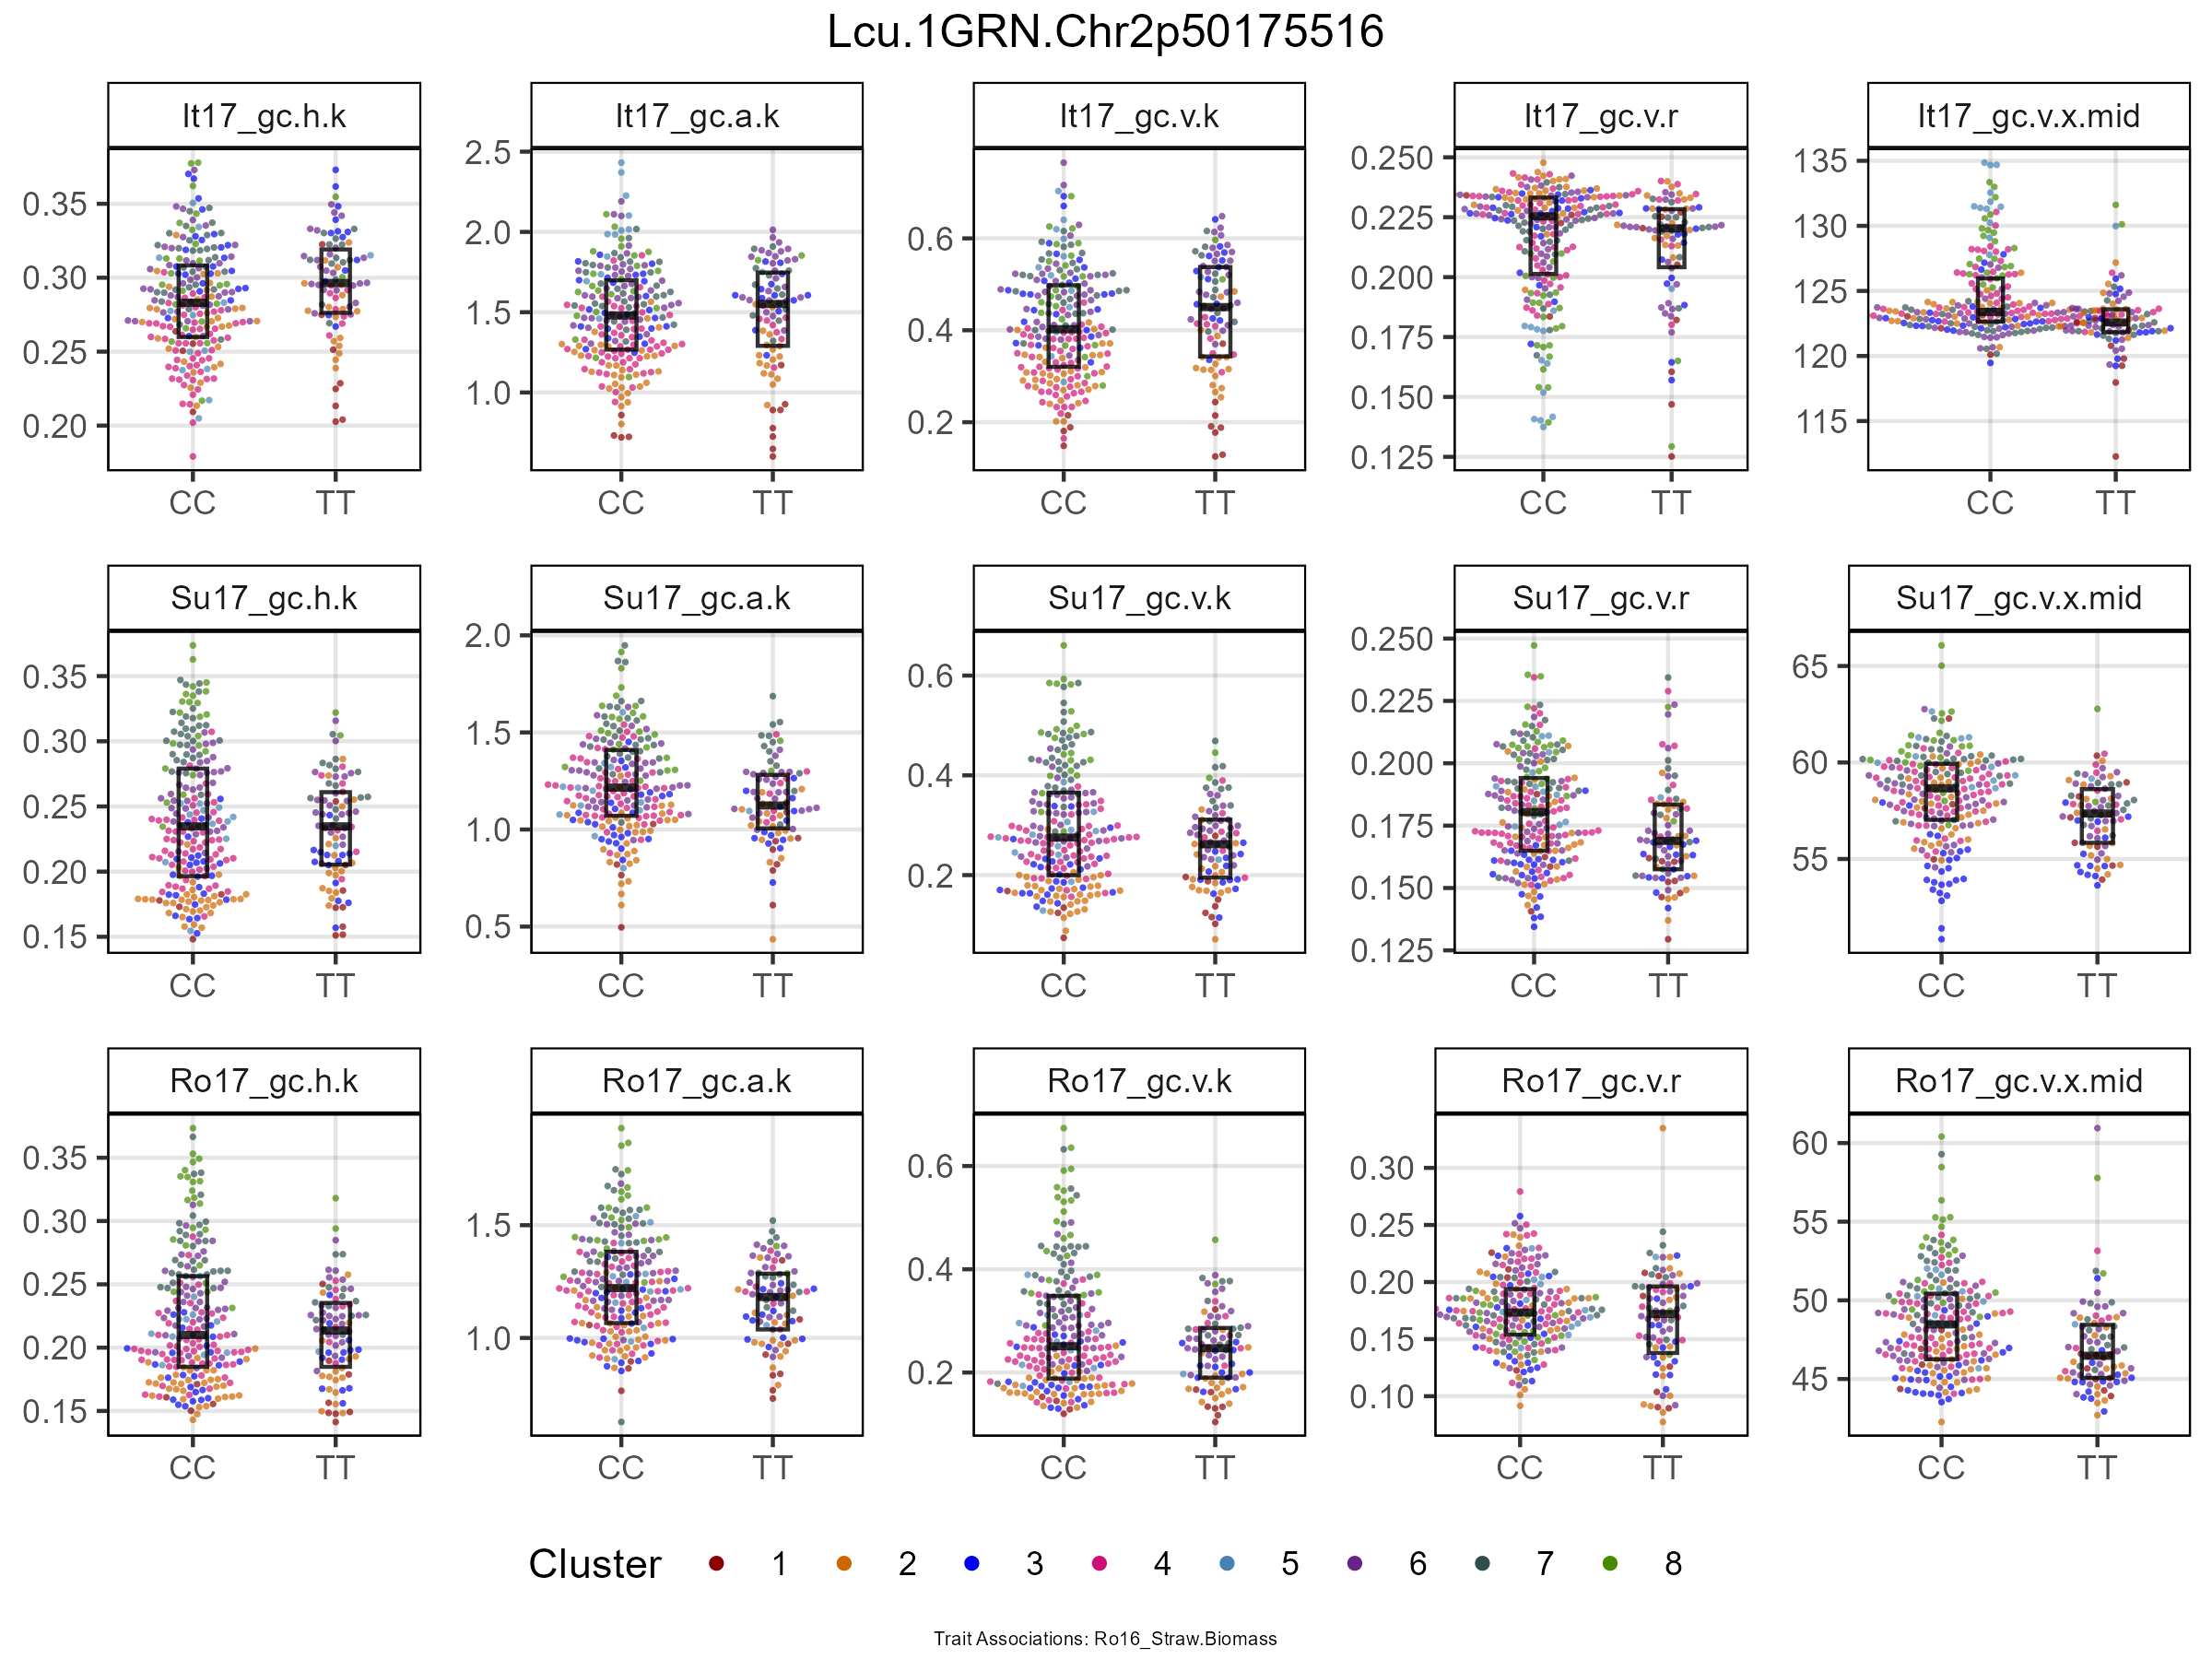 Lcu.1GRN.Chr2p50175516
It17_gc.h.k It17_gc.a.k It17_gc.v.k It17_gc.v.r It17_gc.v.x.mid
0.35 0.30 0.25 0.20
2.5 2.0 1.5 1.0
0.6 0.4 0.2
0.250 0.225 0.200 0.175 0.150 0.125
135 130 125 120 115
CC TT CC TT CC TT CC TT CC TT
Su17_gc.h.k Su17_gc.a.k Su17_gc.v.k Su17_gc.v.r Su17_gc.v.x.mid
0.35 0.30 0.25 0.20 0.15
2.0 1.5 1.0 0.5
0.6 0.4 0.2
0.250 0.225 0.200 0.175 0.150 0.125
65 60 55
CC TT CC TT CC TT CC TT CC TT
Ro17_gc.h.k Ro17_gc.a.k Ro17_gc.v.k Ro17_gc.v.r Ro17_gc.v.x.mid
0.35 0.30 0.25 0.20 0.15
1.5 1.0
0.6 0.4 0.2
0.30 0.25 0.20 0.15 0.10
60 55 50 45
CC TT CC TT CC TT CC TT CC TT
Cluster 1 2 3 4 5 6 7 8
Trait Associations: Ro16_Straw.Biomass